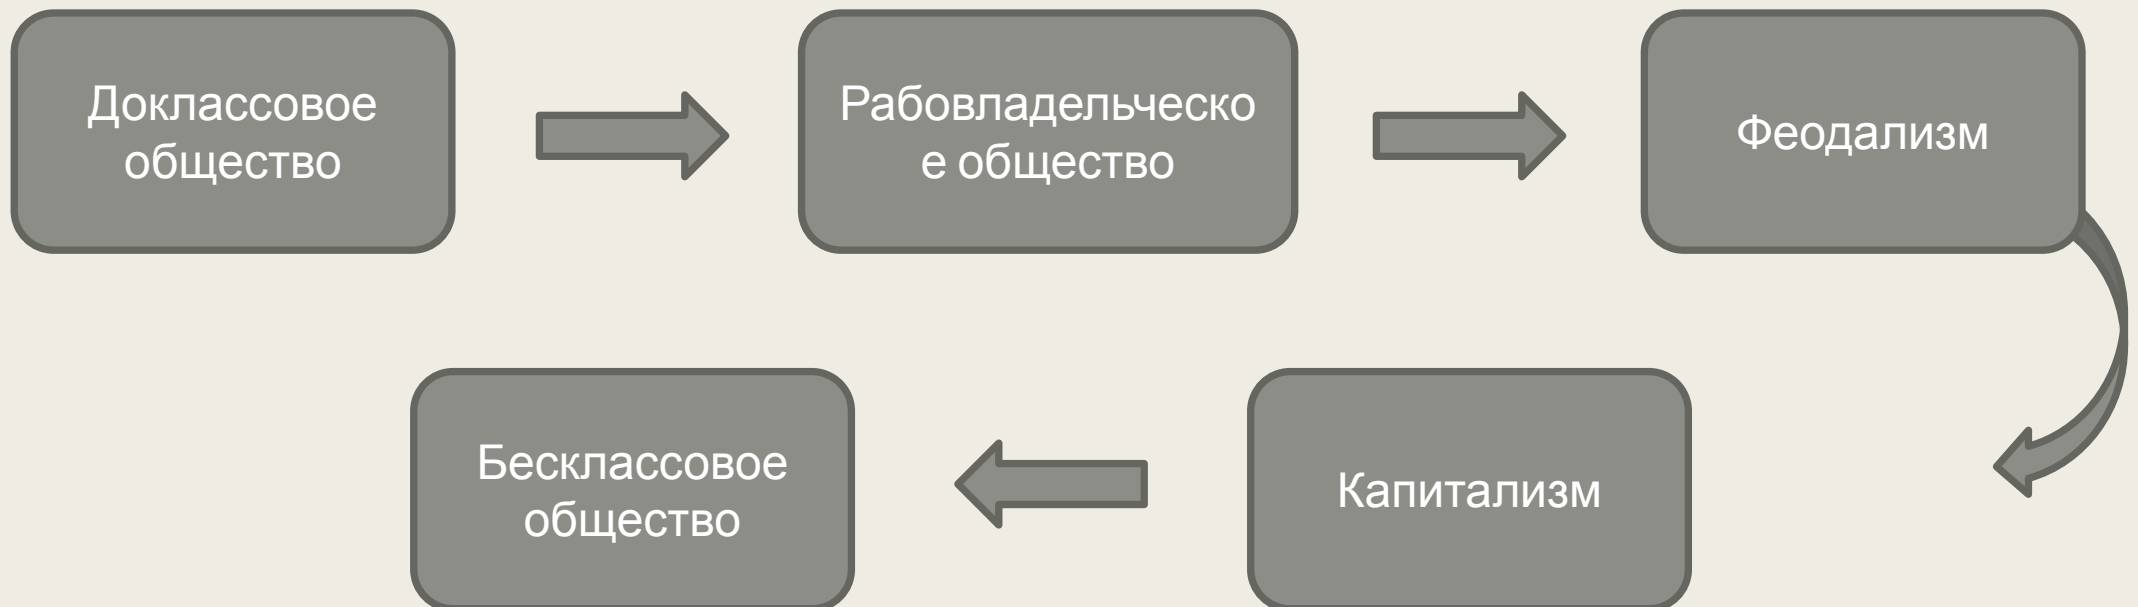 Доклассовое
общество
Рабовладельческо
е общество
Феодализм
Бесклассовое
общество
Капитализм